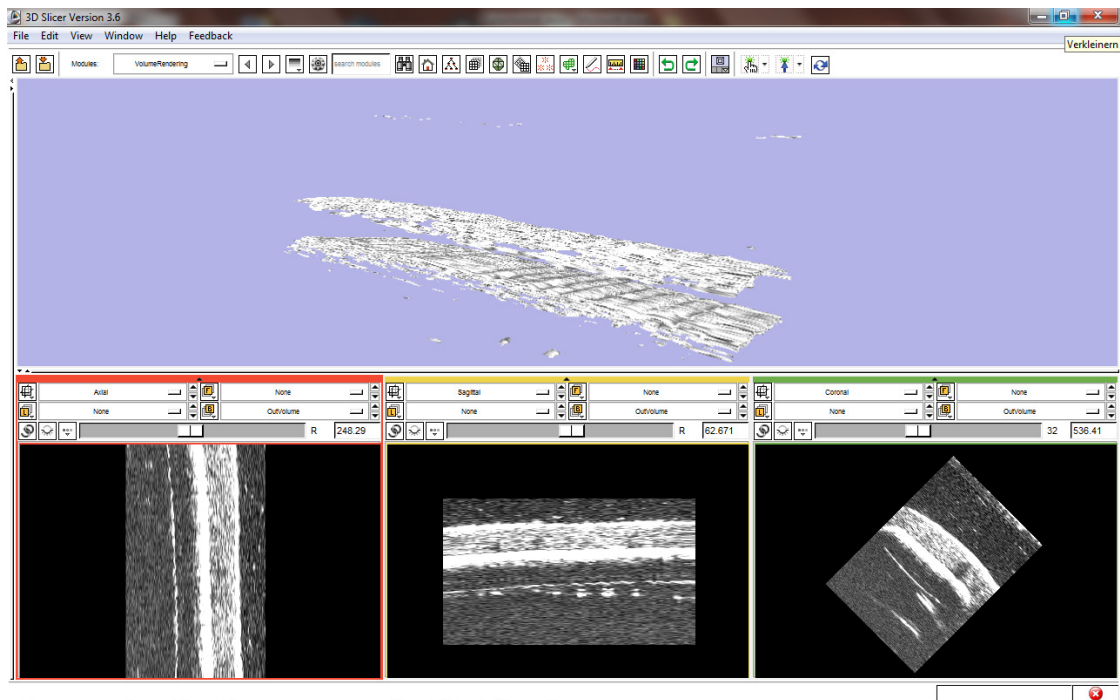 3D Slicer Version 3.6
File Edit View Window Help Feedback
Verkleinern
Modules: VolumeRendering search modules
Axial None
None OutVolume
R 248.29
Sagittal None
None OutVolume
R 62.671
Coronal None
None OutVolume
32 536.41